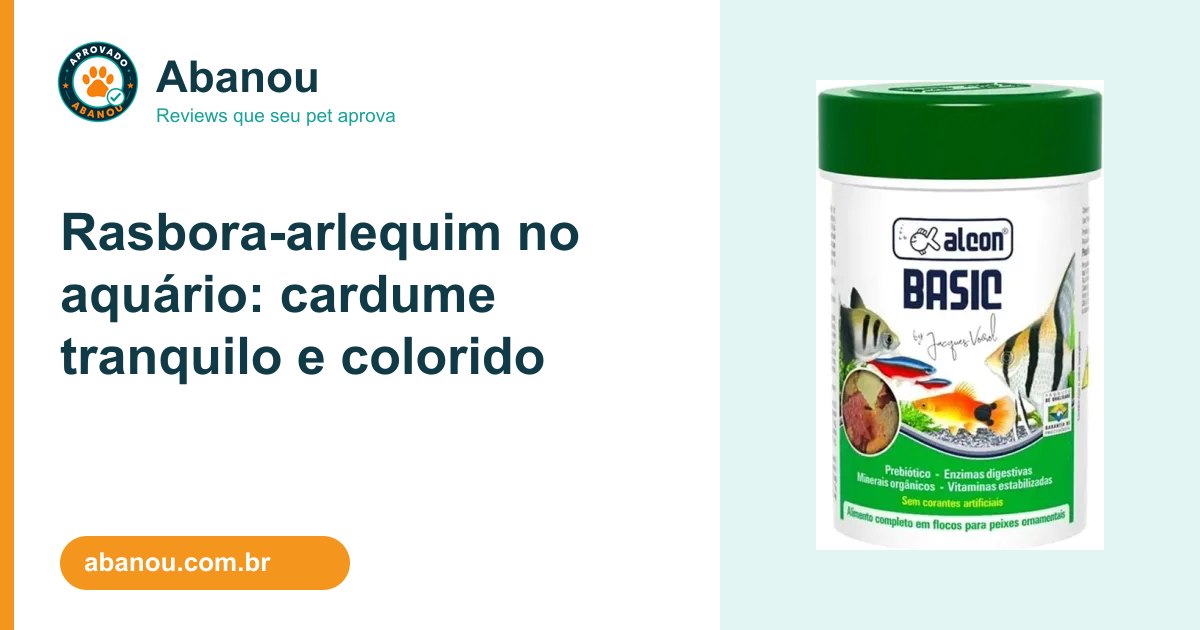 APROVADO
ABANOU
Abanou
Reviews que seu pet aprova
Rasbora-arlequim no
aquário: cardume
tranquilo e colorido
abanou.com.br
alcon®
BASIC
by
Prebiótico - Enzimas digestivas
Minerais orgânicos - Vitaminas estabilizadas
Sem corantes artificiais
Alimento completo em flocos para peixes ornamentais